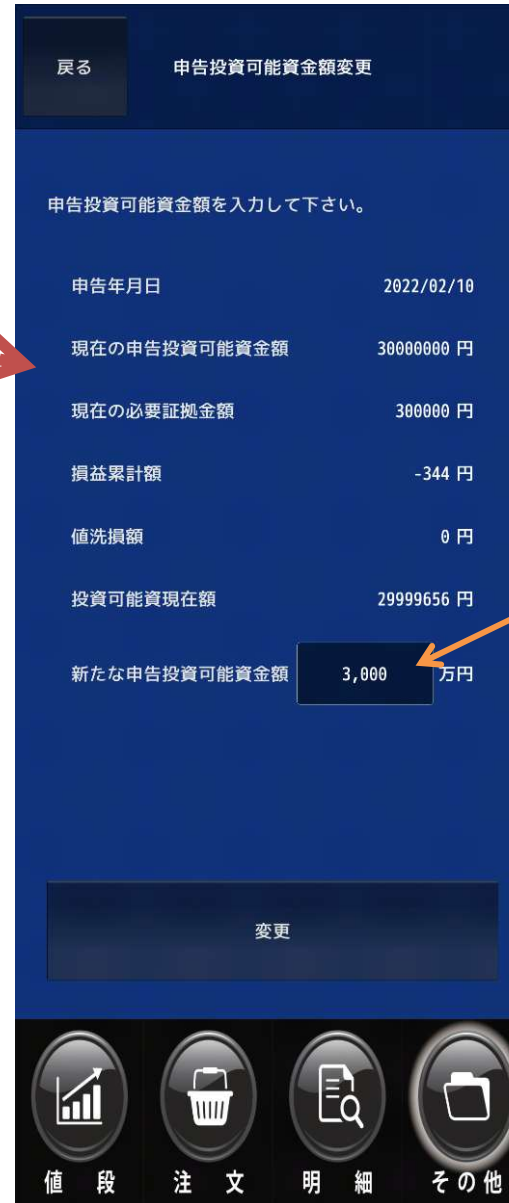 戻る 申告投資可能資金額変更
申告投資可能資金額を入力して下さい。
申告年月日 2022/02/10
現在の申告投資可能資金額 30000000 円
現在の必要証拠金額 300000 円
損益累計額 -344 円
値洗損額 0 円
投資可能資現在額 29999656 円
新たな申告投資可能資金額 3,000 万円
変更
値 段 注 文 明 細 その他